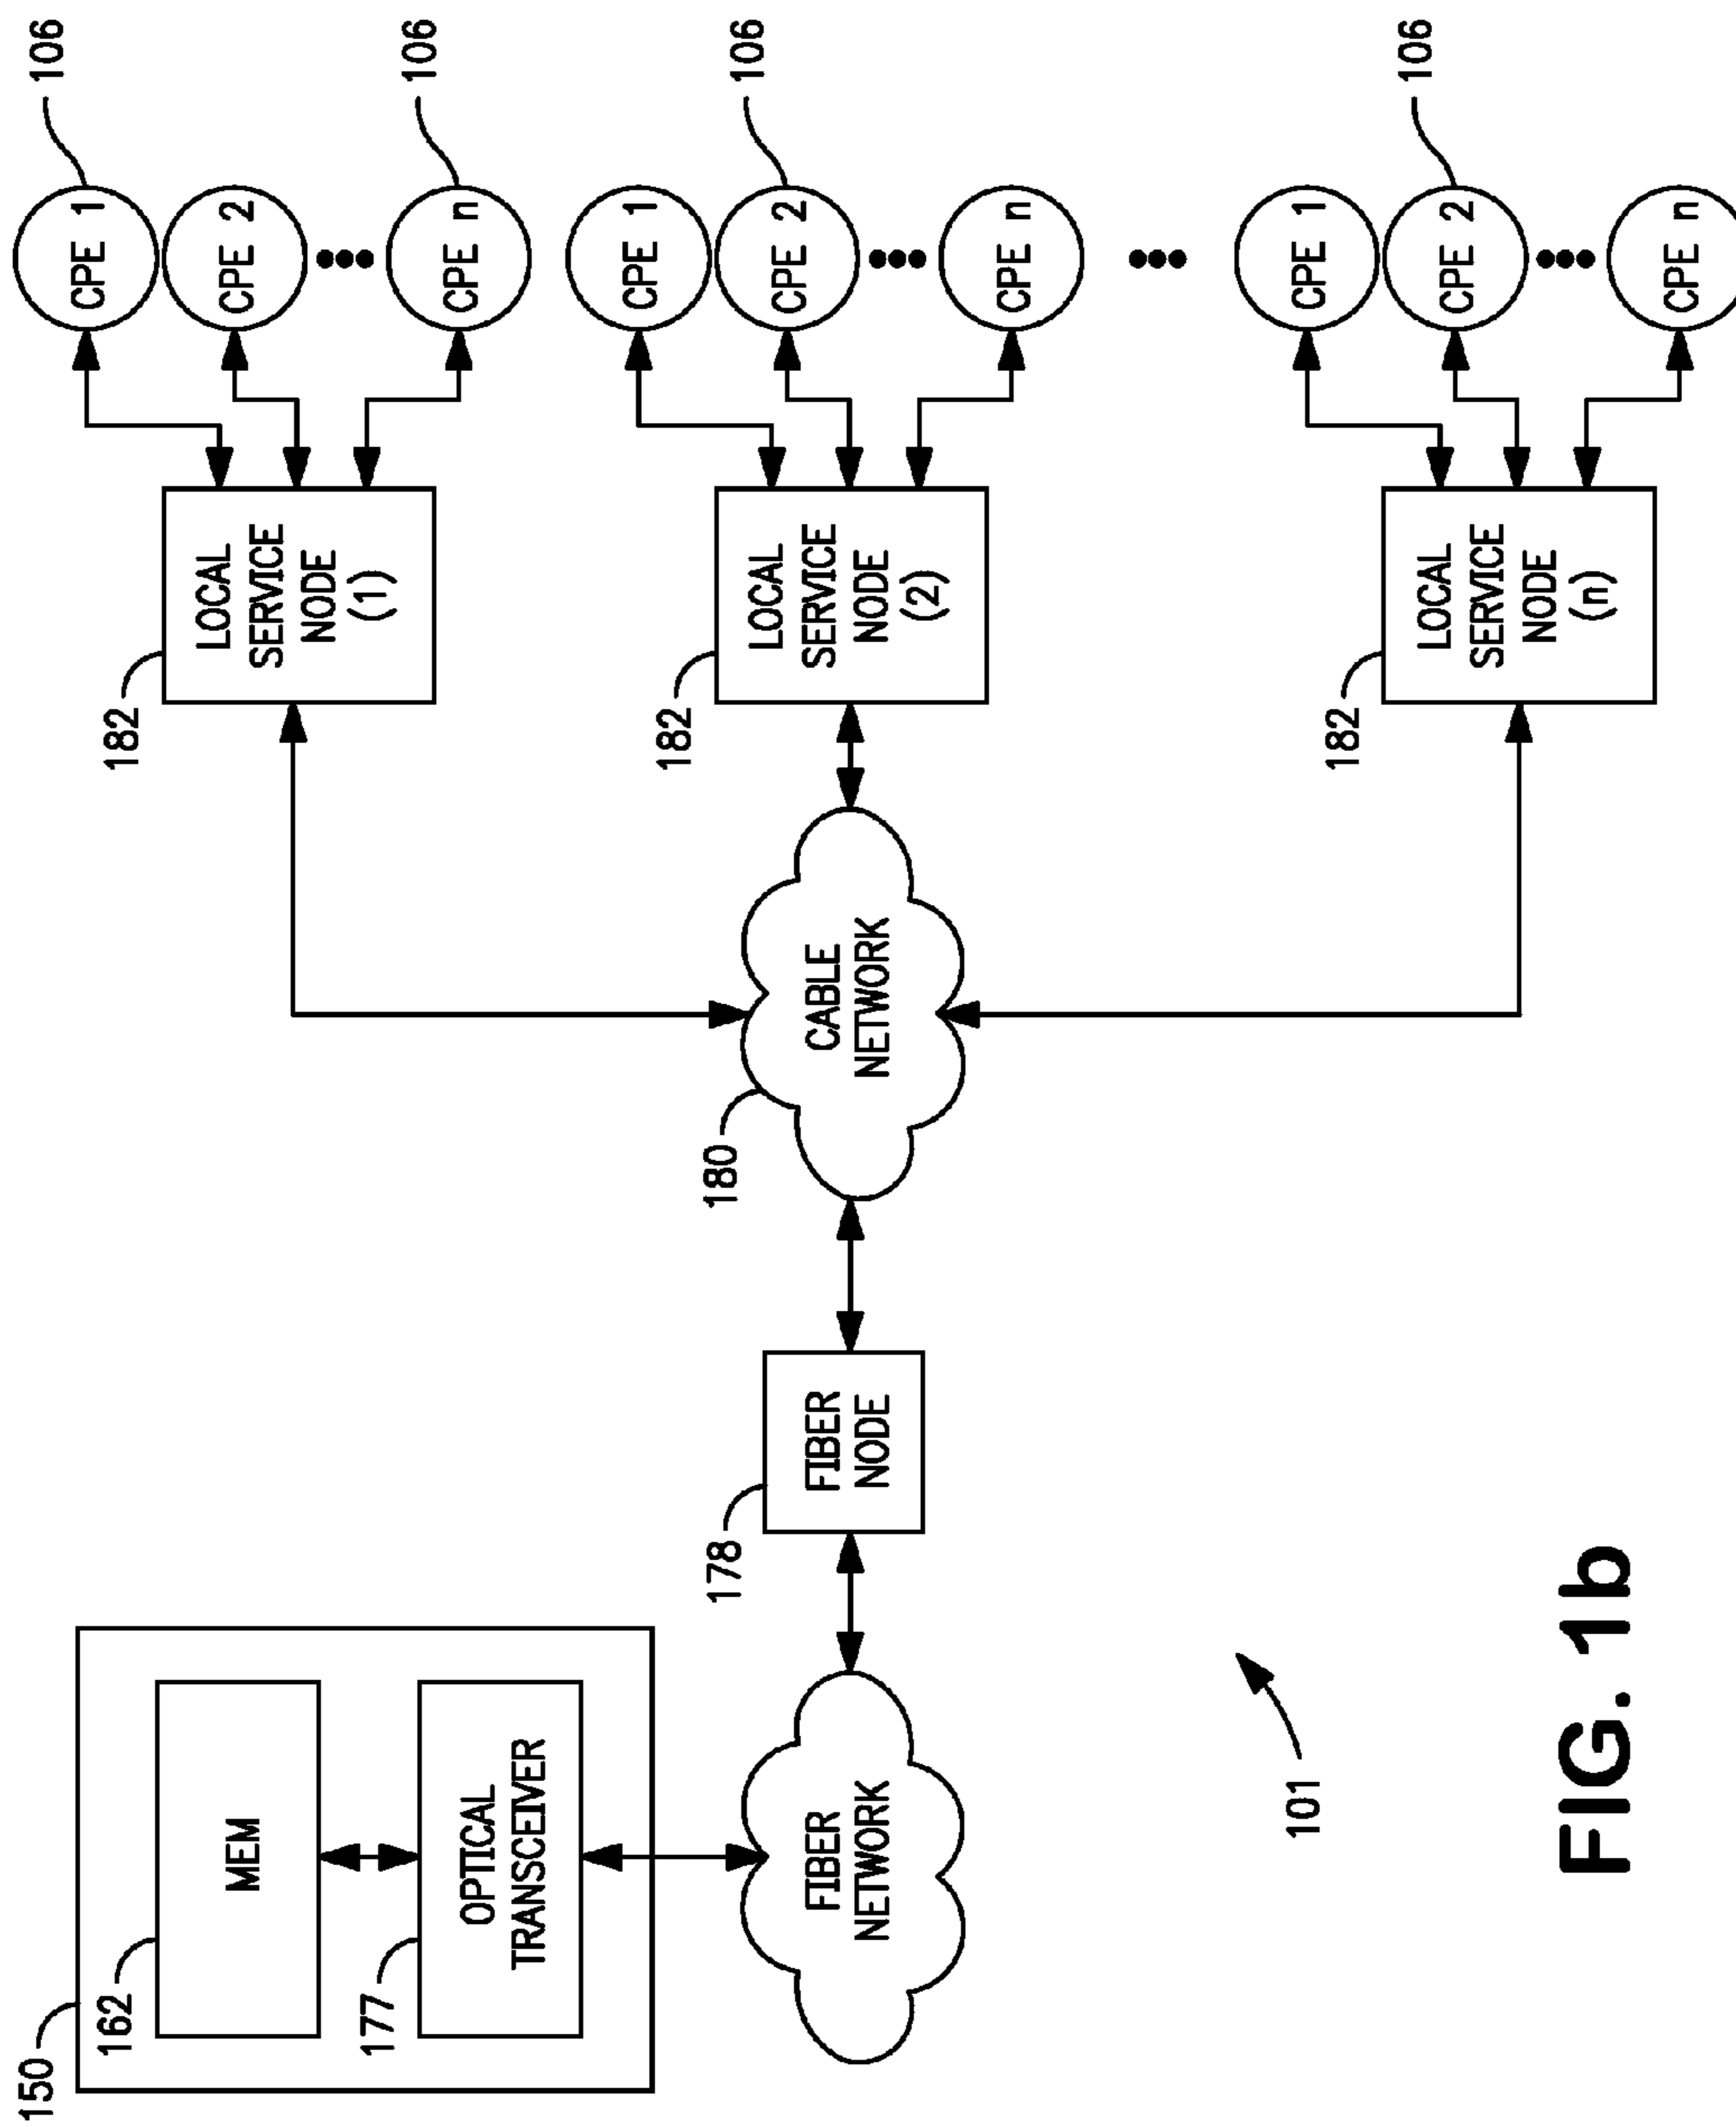 150
162
MEM
177
OPTICAL
TRANSCEIVER
FIBER
NETWORK
178
FIBER
NODE
180
CABLE
NETWORK
182
LOCAL
SERVICE
NODE
(1)
CPE 1
106
CPE 2
CPE n
106
182
LOCAL
SERVICE
NODE
(2)
CPE 1
CPE 2
106
CPE n
182
LOCAL
SERVICE
NODE
(n)
CPE 1
CPE 2
106
CPE n
101
FIG. 1b